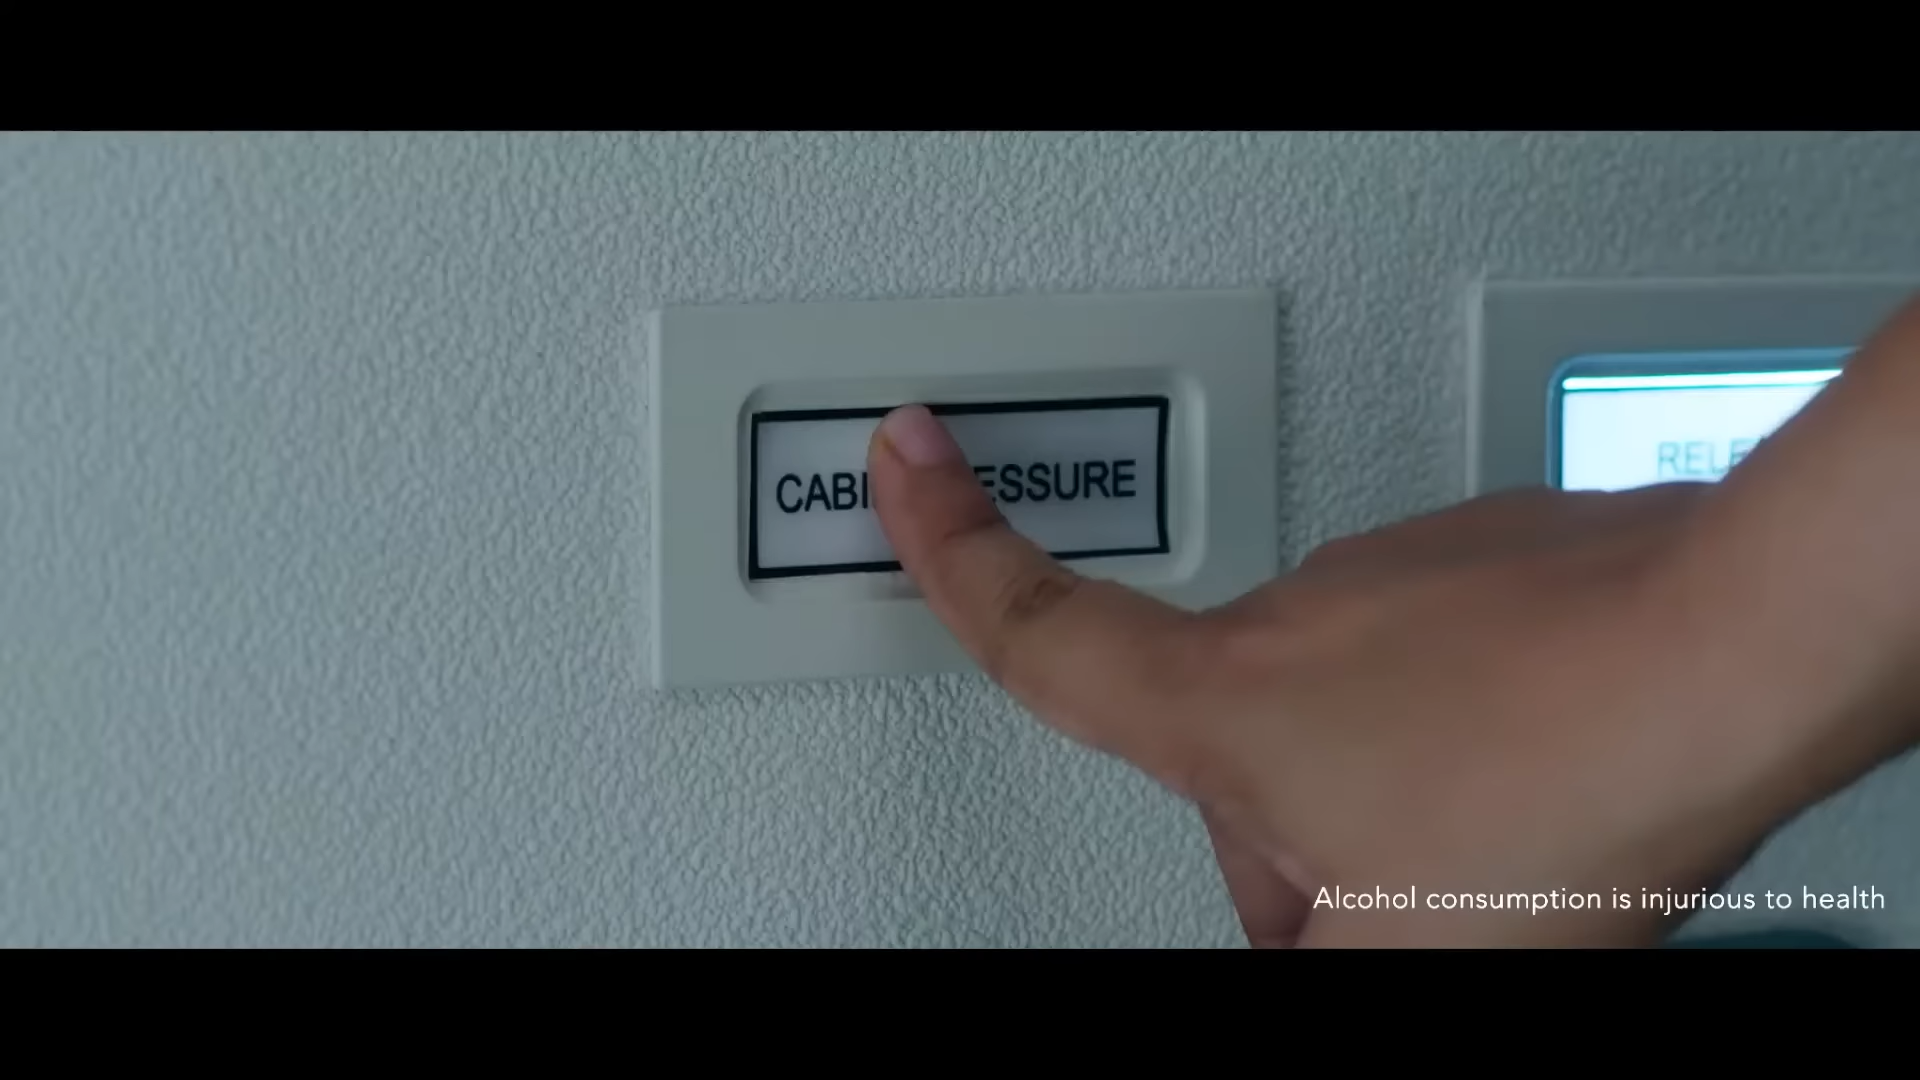 CABI ESSURE
RELE
Alcohol consumption is injurious to health